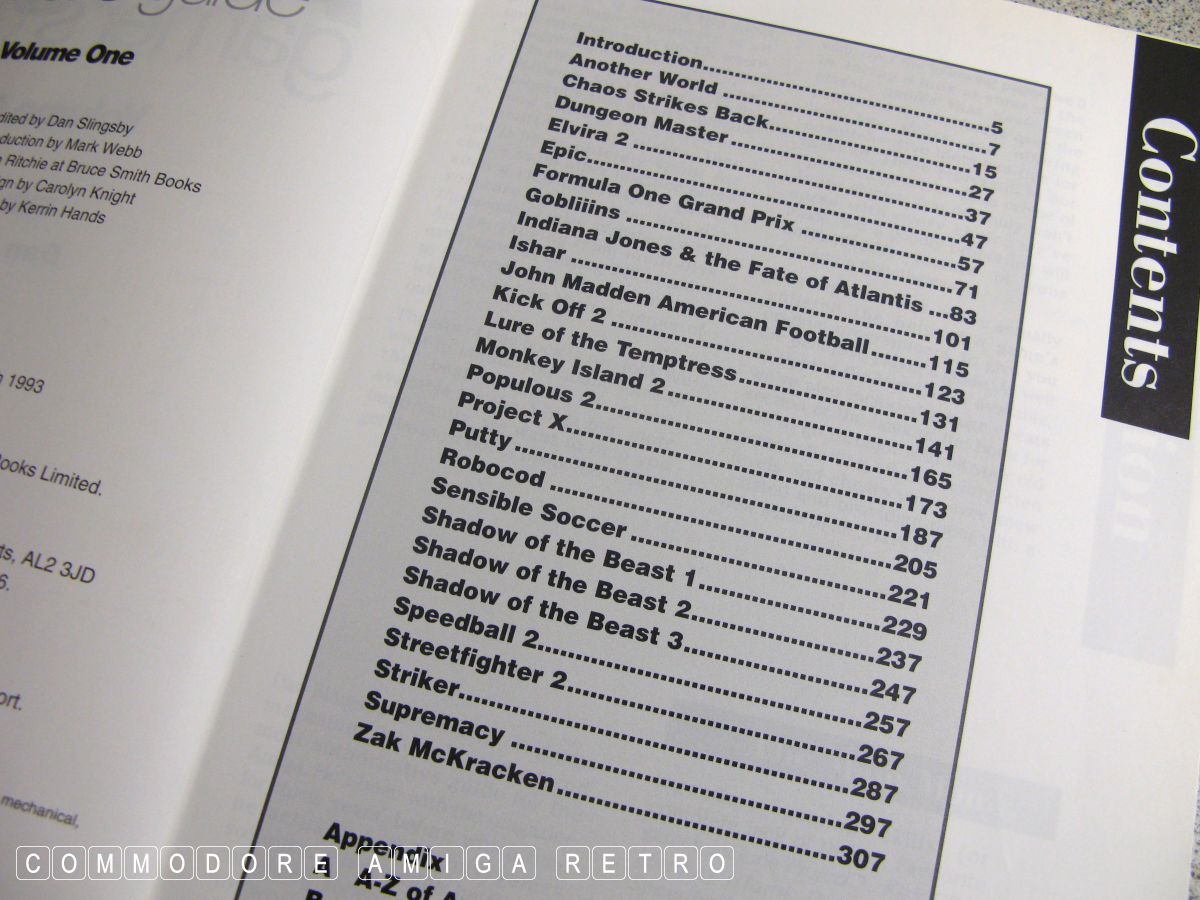 guide
Volume One
edited by Dan Slingsby
duction by Mark Webb
Ritchie at Bruce Smith Books
gn by Carolyn Knight
by Kerrin Hands
1993
ooks Limited.
ts, AL2 3JD
6.
ort.
mechanical,
Contents
Introduction..........5
Another World ..........7
Chaos Strikes Back..........15
Dungeon Master..........27
Elvira 2 ..........37
Epic..........47
Formula One Grand Prix ..........57
Gobliiins ..........71
Indiana Jones & the Fate of Atlantis ...83
Ishar ..........101
John Madden American Football.......115
Kick Off 2 ..........123
Lure of the Temptress..........131
Monkey Island 2..........141
Populous 2..........165
Project X..........173
Putty..........187
Robocod ..........205
Sensible Soccer..........221
Shadow of the Beast 1..........229
Shadow of the Beast 2..........237
Shadow of the Beast 3..........247
Speedball 2..........257
Streetfighter 2..........267
Striker..........287
Supremacy ..........297
Zak McKracken..........307
Appendix
A A-Z of A
COMMODORE AMIGA RETRO